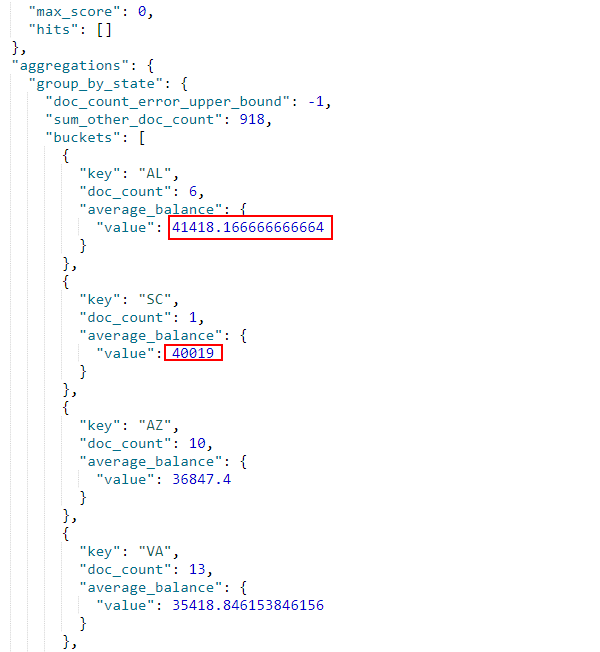 "max_score": 0,
"hits": []
},
"aggregations": {
"group_by_state": {
"doc_count_error_upper_bound": -1,
"sum_other_doc_count": 918,
"buckets": [
{
"key": "AL",
"doc_count": 6,
"average_balance": {
"value": 41418.166666666664
}
},
{
"key": "SC",
"doc_count": 1,
"average_balance": {
"value": 40019
}
},
{
"key": "AZ",
"doc_count": 10,
"average_balance": {
"value": 36847.4
}
},
{
"key": "VA",
"doc_count": 13,
"average_balance": {
"value": 35418.846153846156
}
},